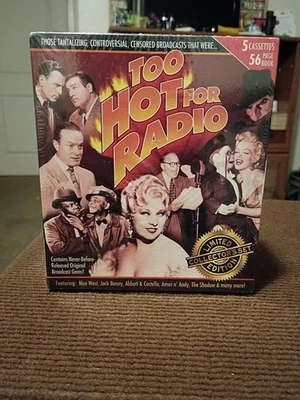 THOSE TANTALIZING, CONTROVERSIAL, CENSORED BROADCASTS THAT WERE...
5 CASSETTES
56 PAGE
BOOK
TOO
HOT FOR
RADIO
Contains Never-Before-
Released Original
Broadcast Gems!
LIMITED
COLLECTOR'S SET
EDITION
Featuring: Mae West, Jack Benny, Abbott & Costello, Amos n' Andy, The Shadow & many more!